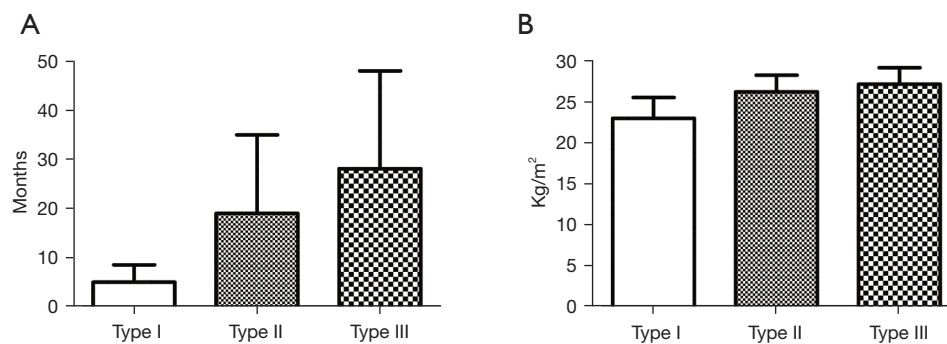 A
50
40
30
20
10
0
Months
Type I
Type II
Type III
B
30
25
20
15
10
5
0
Kg/m²
Type I
Type II
Type III